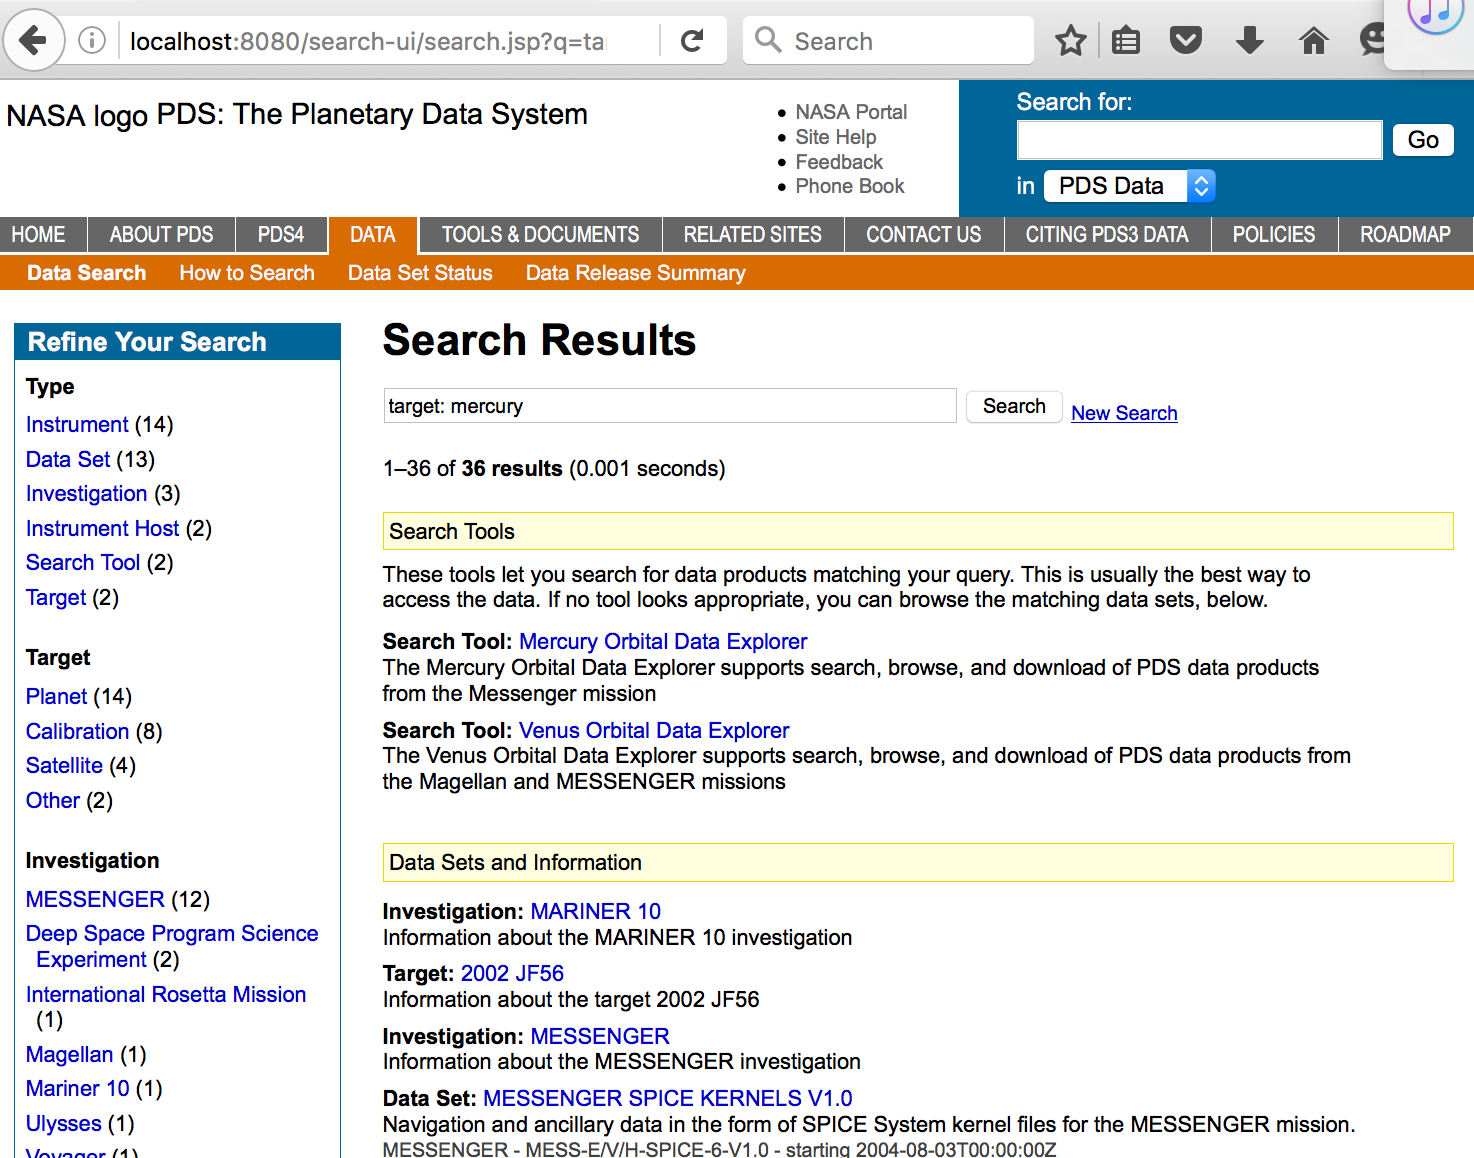 localhost:8080/search-ui/search.jsp?q=ta
Search
NASA logo PDS: The Planetary Data System
NASA Portal
Site Help
Feedback
Phone Book
Search for:
Go
in PDS Data
HOME ABOUT PDS PDS4 DATA TOOLS & DOCUMENTS RELATED SITES CONTACT US CITING PDS3 DATA POLICIES ROADMAP
Data Search How to Search Data Set Status Data Release Summary
Refine Your Search
Type
Instrument (14)
Data Set (13)
Investigation (3)
Instrument Host (2)
Search Tool (2)
Target (2)
Target
Planet (14)
Calibration (8)
Satellite (4)
Other (2)
Investigation
MESSENGER (12)
Deep Space Program Science
Experiment (2)
International Rosetta Mission
(1)
Magellan (1)
Mariner 10 (1)
Ulysses (1)
Voyager (1)
Search Results
target: mercury
Search New Search
1–36 of 36 results (0.001 seconds)
Search Tools
These tools let you search for data products matching your query. This is usually the best way to
access the data. If no tool looks appropriate, you can browse the matching data sets, below.
Search Tool: Mercury Orbital Data Explorer
The Mercury Orbital Data Explorer supports search, browse, and download of PDS data products
from the Messenger mission
Search Tool: Venus Orbital Data Explorer
The Venus Orbital Data Explorer supports search, browse, and download of PDS data products from
the Magellan and MESSENGER missions
Data Sets and Information
Investigation: MARINER 10
Information about the MARINER 10 investigation
Target: 2002 JF56
Information about the target 2002 JF56
Investigation: MESSENGER
Information about the MESSENGER investigation
Data Set: MESSENGER SPICE KERNELS V1.0
Navigation and ancillary data in the form of SPICE System kernel files for the MESSENGER mission.
MESSENGER - MESS-E/V/H-SPICE-6-V1.0 - starting 2004-08-03T00:00:00Z